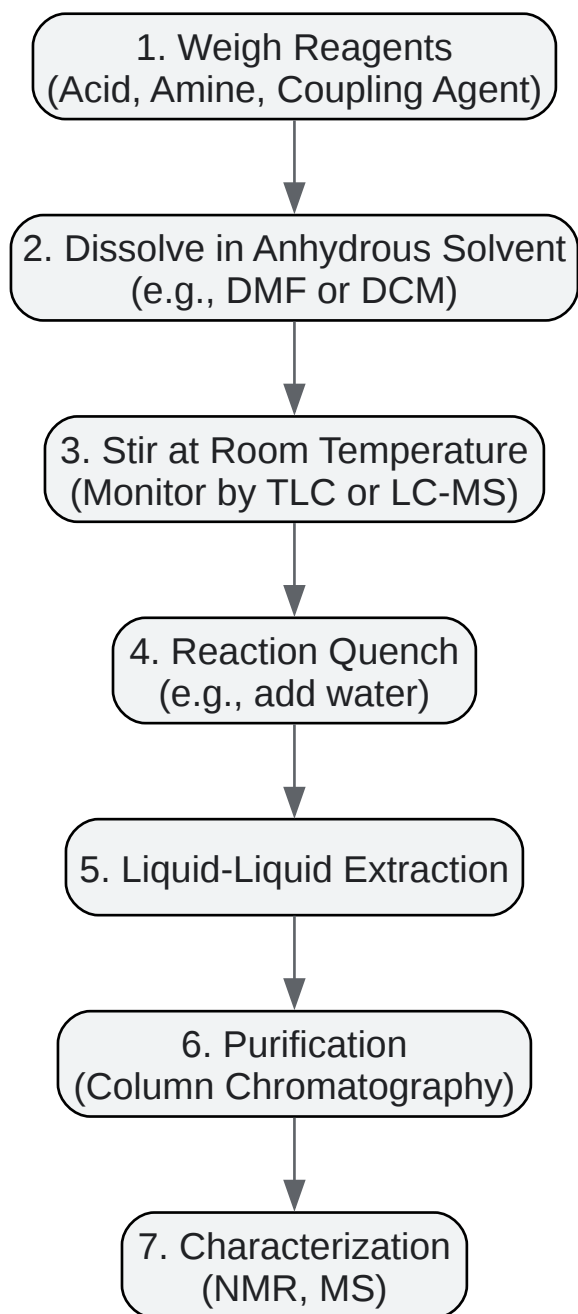 1. Weigh Reagents
(Acid, Amine, Coupling Agent)
2. Dissolve in Anhydrous Solvent
(e.g., DMF or DCM)
3. Stir at Room Temperature
(Monitor by TLC or LC-MS)
4. Reaction Quench
(e.g., add water)
5. Liquid-Liquid Extraction
6. Purification
(Column Chromatography)
7. Characterization
(NMR, MS)